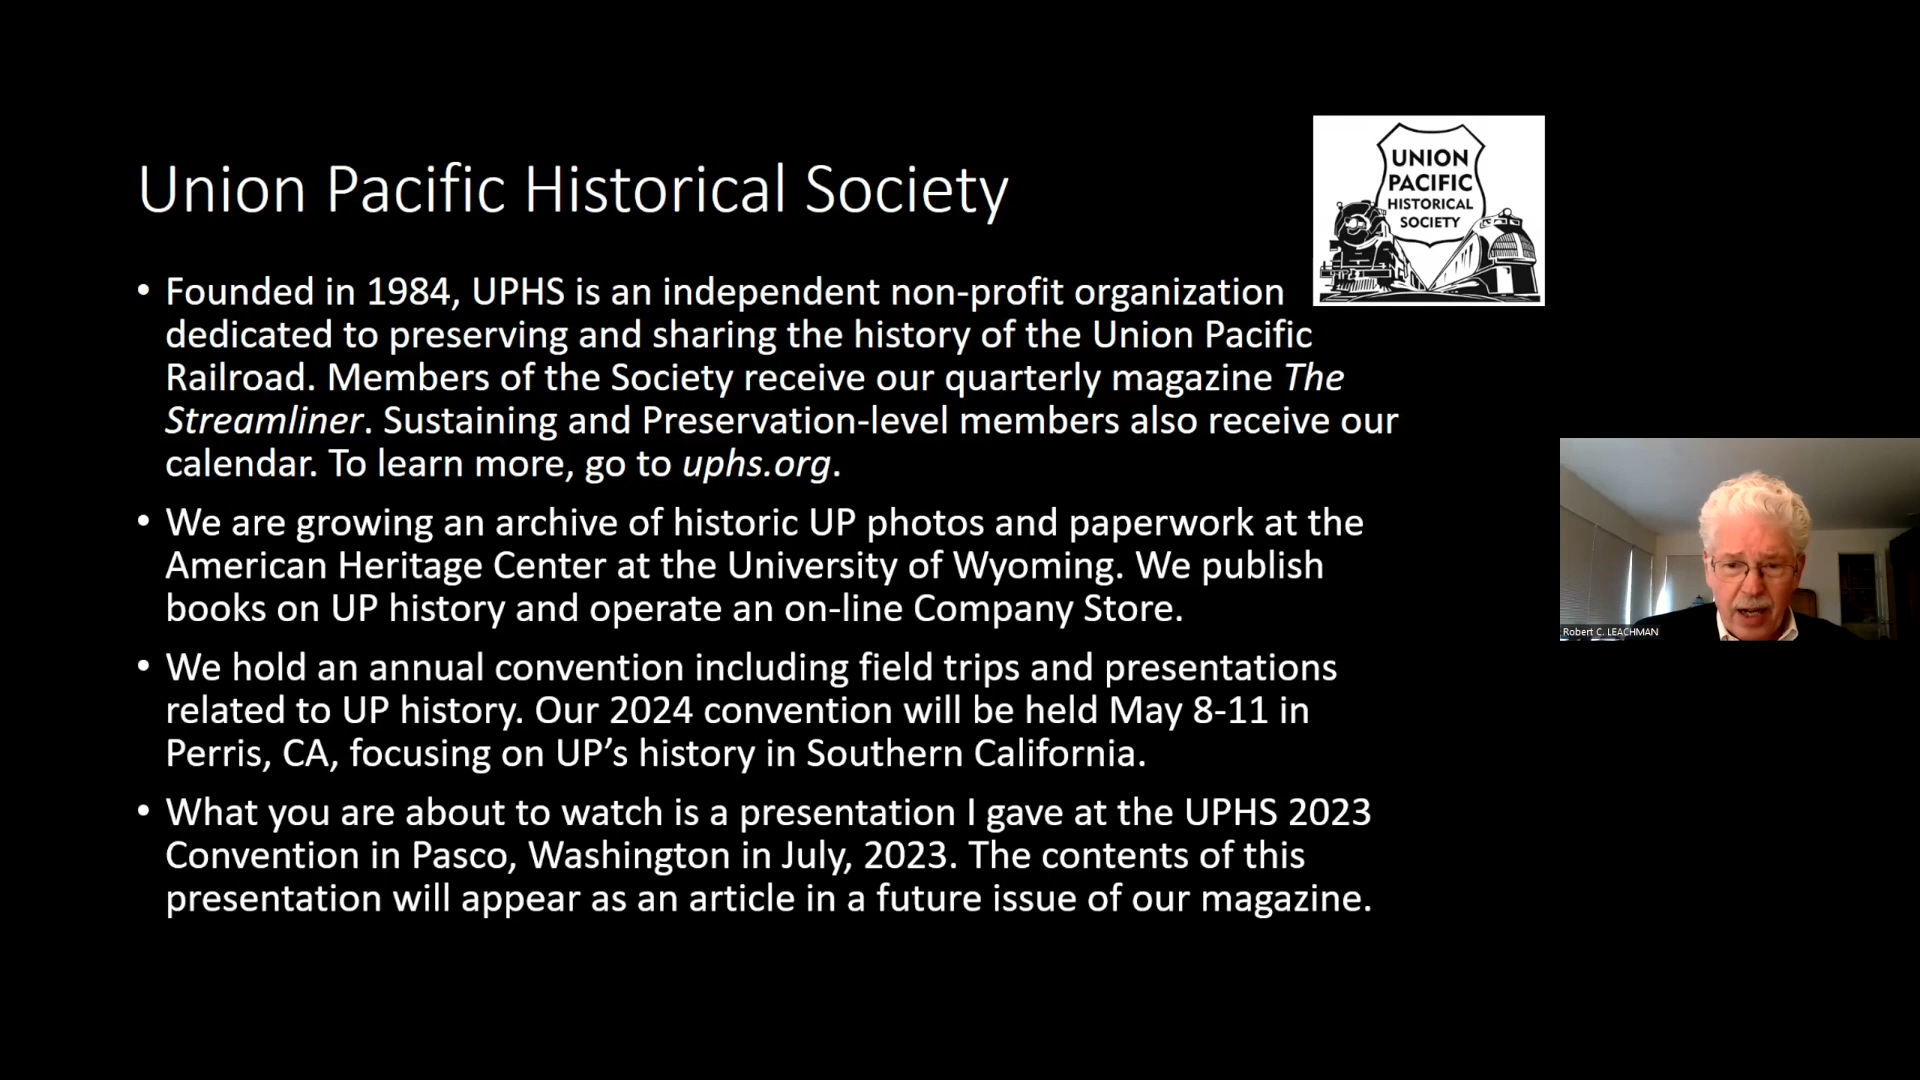 Union Pacific Historical Society
UNION
PACIFIC
HISTORICAL
SOCIETY
• Founded in 1984, UPHS is an independent non-profit organization
dedicated to preserving and sharing the history of the Union Pacific
Railroad. Members of the Society receive our quarterly magazine The
Streamliner. Sustaining and Preservation-level members also receive our
calendar. To learn more, go to uphs.org.
• We are growing an archive of historic UP photos and paperwork at the
American Heritage Center at the University of Wyoming. We publish
books on UP history and operate an on-line Company Store.
• We hold an annual convention including field trips and presentations
related to UP history. Our 2024 convention will be held May 8-11 in
Perris, CA, focusing on UP’s history in Southern California.
• What you are about to watch is a presentation I gave at the UPHS 2023
Convention in Pasco, Washington in July, 2023. The contents of this
presentation will appear as an article in a future issue of our magazine.
Robert C. LEACHMAN